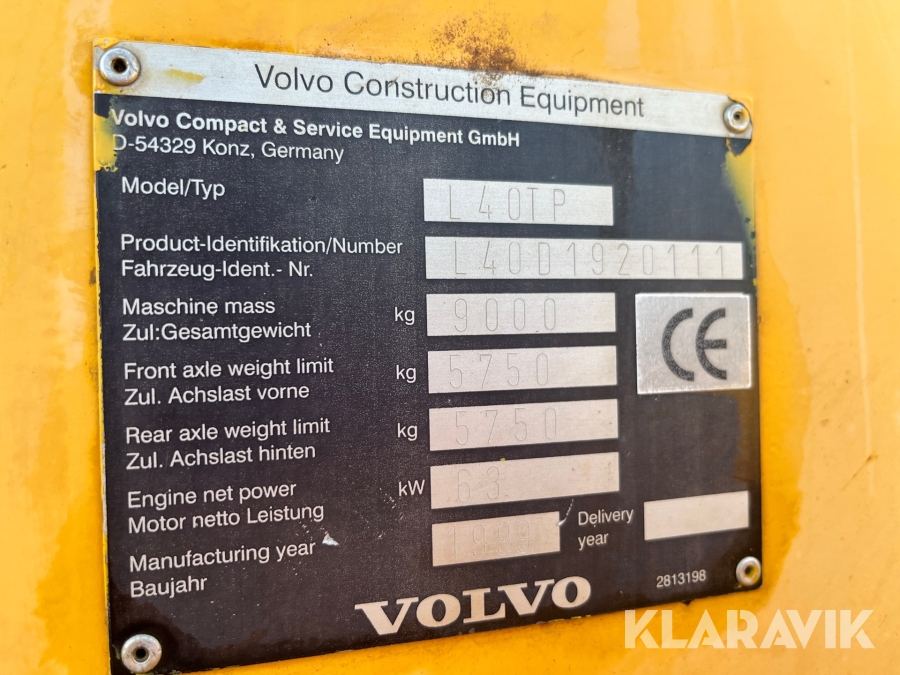 Volvo Construction Equipment
Volvo Compact & Service Equipment GmbH
D-54329 Konz, Germany
Model/Typ
L40TP
Product-Identifikation/Number
Fahrzeug-Ident.- Nr.
L40D1920111
Maschine mass
Zul:Gesamtgewicht
kg
9000
CE
Front axle weight limit
Zul. Achslast vorne
kg
5750
Rear axle weight limit
Zul. Achslast hinten
kg
5750
Engine net power
Motor netto Leistung
kW
63
Manufacturing year
Baujahr
Delivery
year
VOLVO
2813198
KLARAVIK